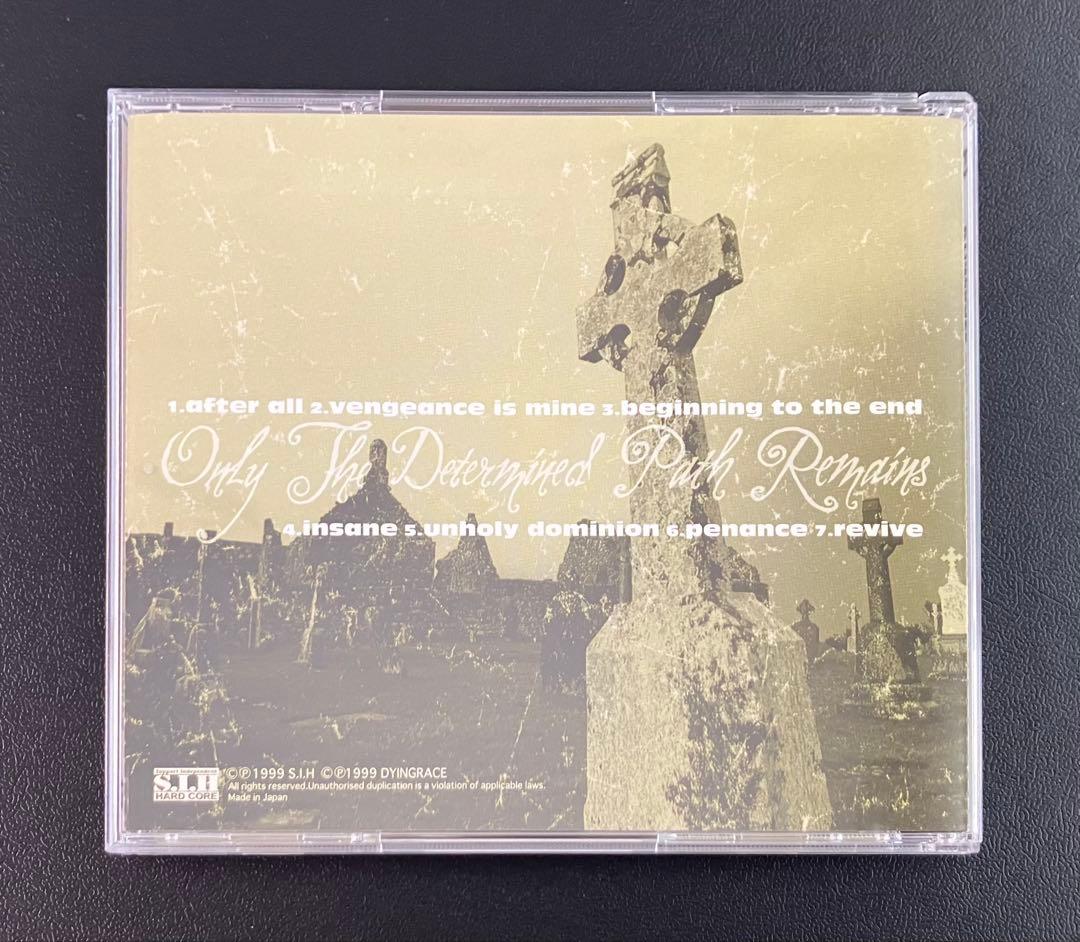 1.after all 2.vengeance is mine 3.beginning to the end
Only The Determined Path Remains
4.insane 5.unholy dominion 6.penance 7.revive
Support Independent
S.I.H
HARD CORE
©℗1999 S.I.H ©℗1999 DYINGRACE
All rights reserved.Unauthorised duplication is a violation of applicable laws.
Made in Japan